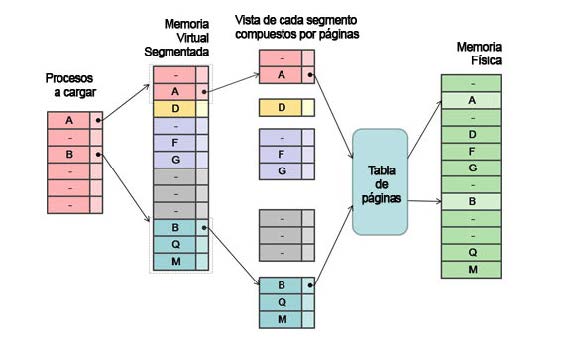 Procesos
a cargar
A
-
B
-
-
-
Memoria
Virtual
Segmentada
-
A
D
-
F
G
-
-
-
B
Q
M
Vista de cada segmento
compuestos por páginas
-
A
D
-
F
G
-
-
-
B
Q
M
Tabla
de
páginas
Memoria
Física
-
A
-
D
F
G
-
B
-
-
Q
M